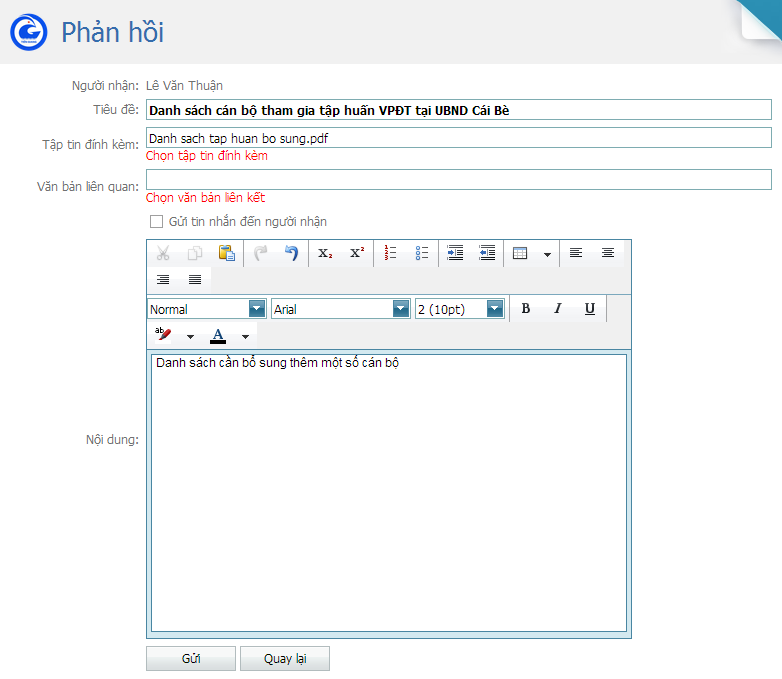 Phản hồi
Người nhận: Lê Văn Thuận
Tiêu đề: Danh sách cán bộ tham gia tập huấn VPĐT tại UBND Cái Bè
Tập tin đính kèm: Danh sach tap huan bo sung.pdf
Chọn tập tin đính kèm
Văn bản liên quan:
Chọn văn bản liên kết
Gửi tin nhắn đến người nhận
Normal Arial 2 (10pt) B I U
ab A
Danh sách cần bổ sung thêm một số cán bộ
Nội dung:
Gửi Quay lại